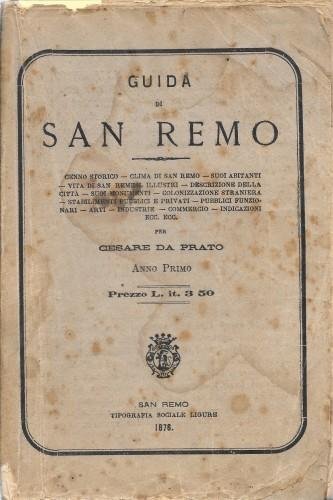 GUIDA
DI
SAN REMO
CENNO STORICO — CLIMA DI SAN REMO — SUOI ABITANTI
— VITA DI SAN REMESI ILLUSTRI — DESCRIZIONE DELLA
CITTÀ — SUOI MONUMENTI — COLONIZZAZIONE STRANIERA
— STABILIMENTI PUBBLICI E PRIVATI — PUBBLICI FUNZIO-
NARI — ARTI — INDUSTRIE — COMMERCIO — INDICAZIONI
ECC. ECC.
PER
CESARE DA PRATO
ANNO PRIMO
Prezzo L. it. 3 50
SAN REMO
TIPOGRAFIA SOCIALE LIGURE
1876.